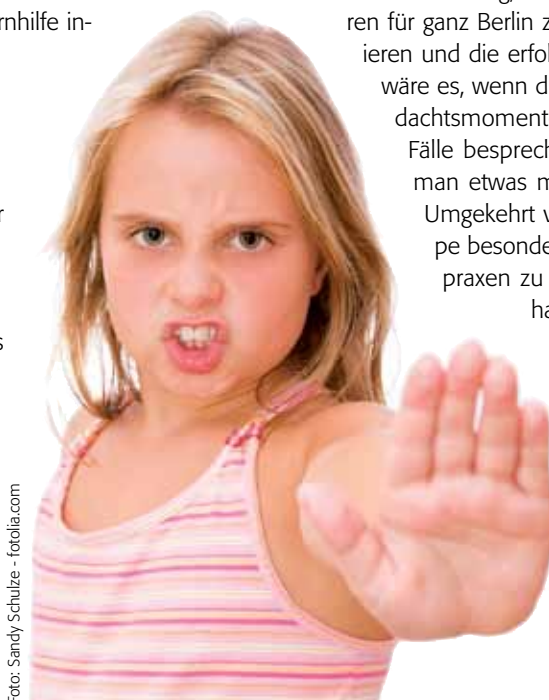 rnhilfe in-
r
s
ren für ganz Berlin z
ieren und die erfol
wäre es, wenn d
dachtsmoment
Fälle besprech
man etwas m
Umgekehrt v
pe besonde
praxen zu
ha
Foto: Sandy Schulze - fotolia.com